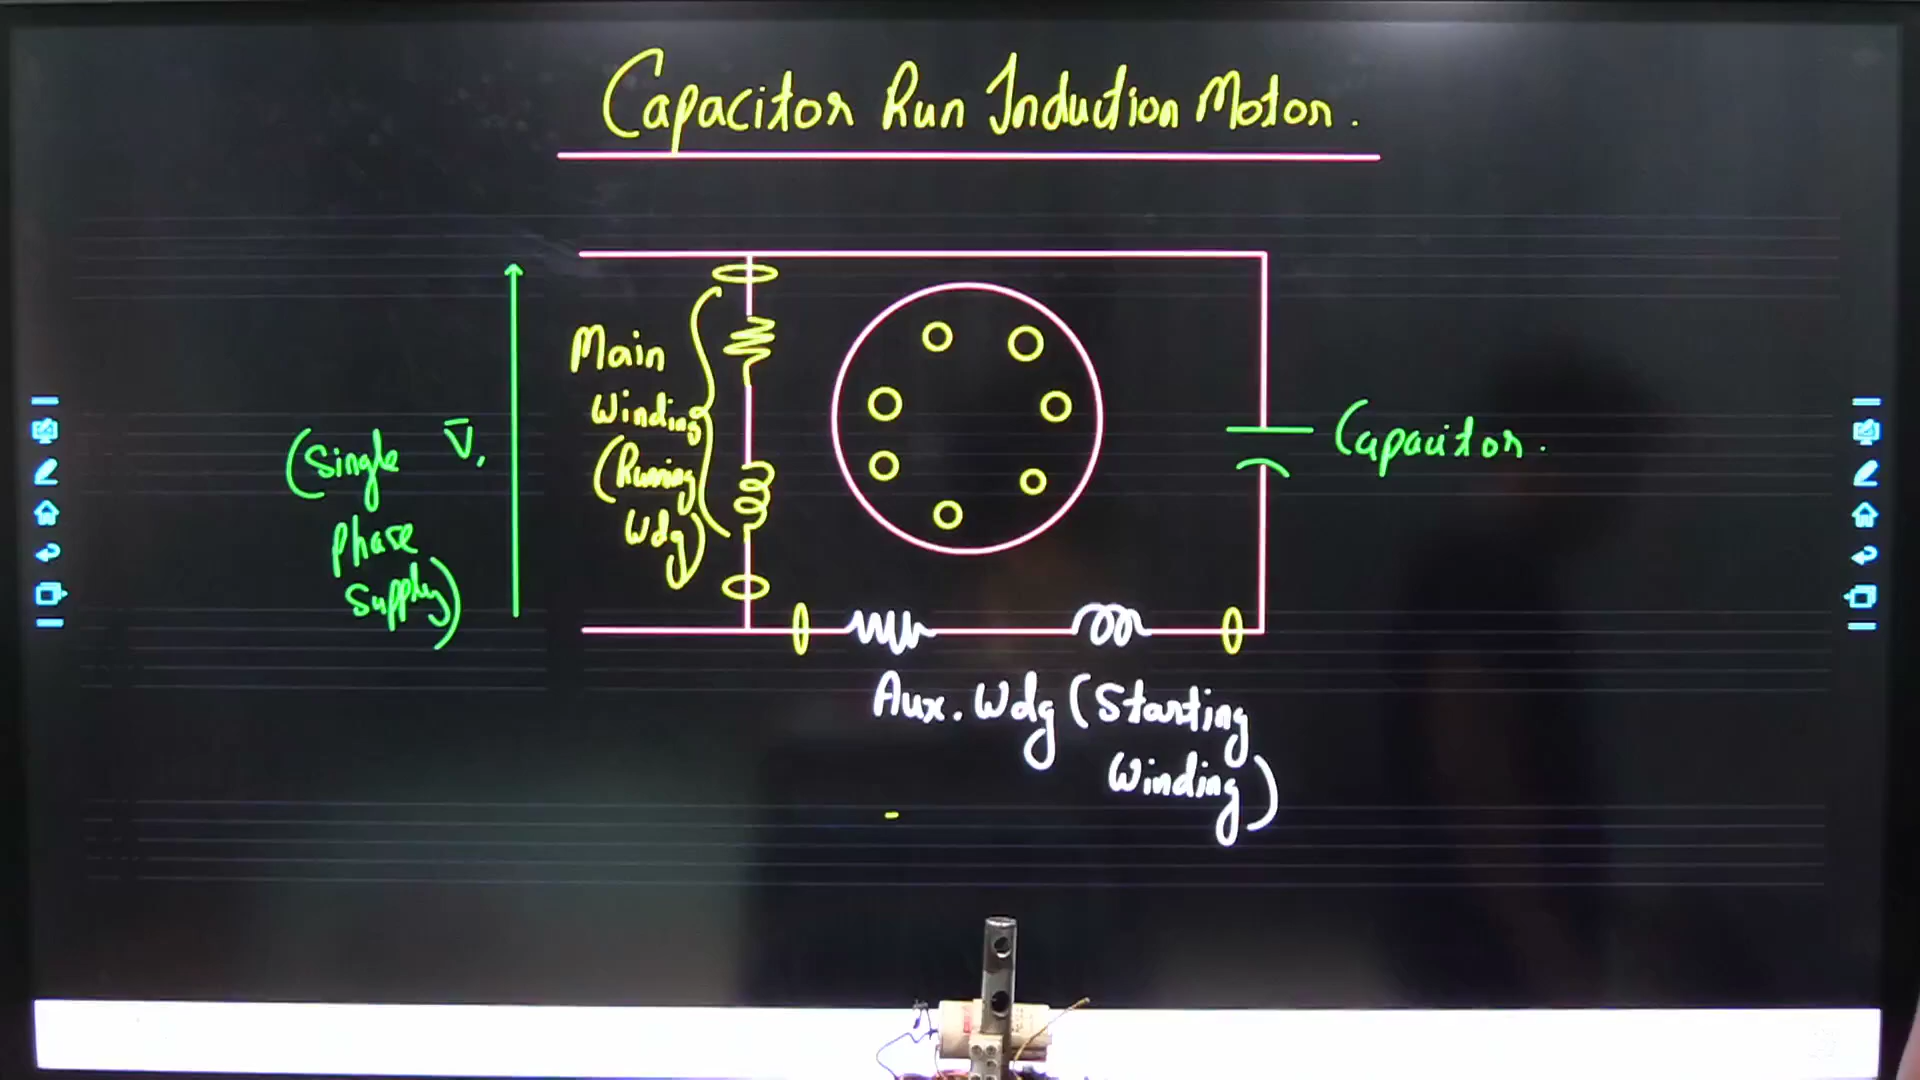 Capacitor Run Induction Motor.
Main
Winding
(Running
Wdg)
(Single
Phase
Supply)
V̄,
Capacitor.
Aux. Wdg (Starting
Winding)